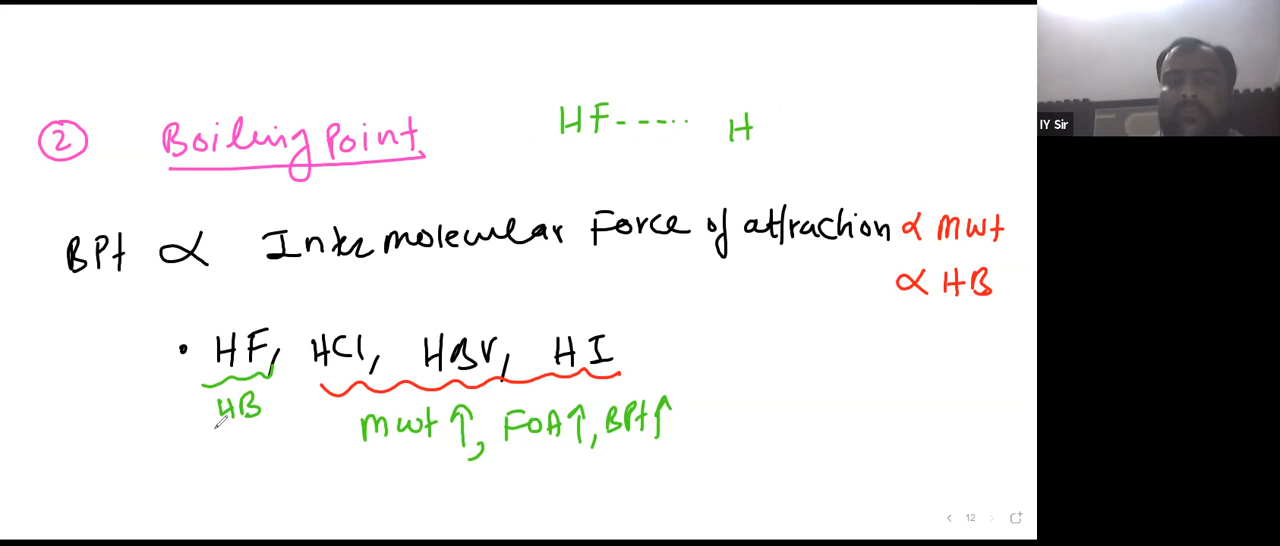 HF----.. H
② Boiling Point
IY Sir
BPt ∝ Intermolecular Force of attraction ∝ Mwt
∝ HB
• HF, HCl, HBr, HI
HB
Mwt ↑, FOA ↑, BPt ↑
< 12 >